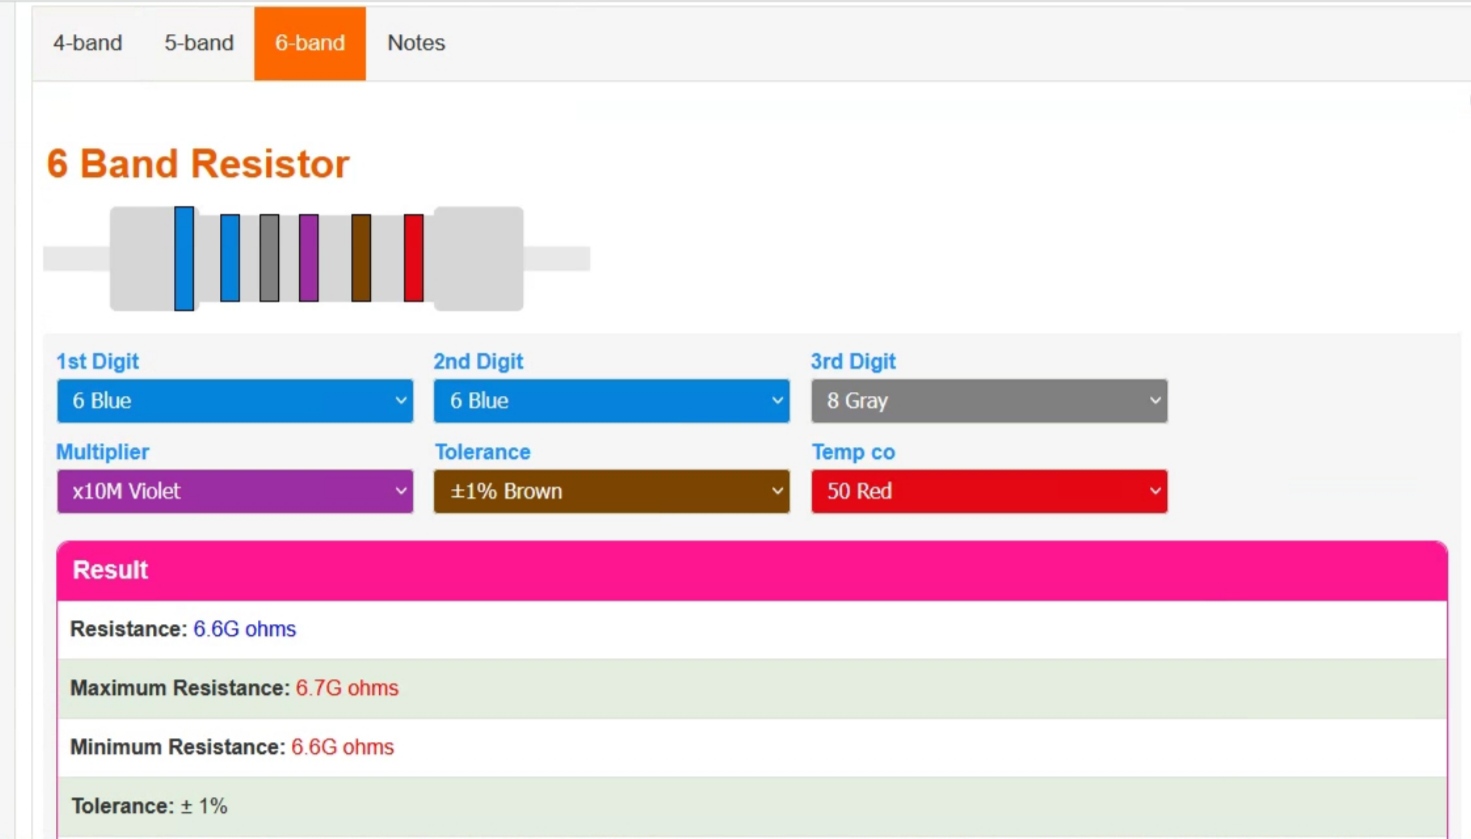 4-band 5-band 6-band Notes
6 Band Resistor
1st Digit 2nd Digit 3rd Digit
6 Blue 6 Blue 8 Gray
Multiplier Tolerance Temp co
x10M Violet ±1% Brown 50 Red
Result
Resistance: 6.6G ohms
Maximum Resistance: 6.7G ohms
Minimum Resistance: 6.6G ohms
Tolerance: ± 1%